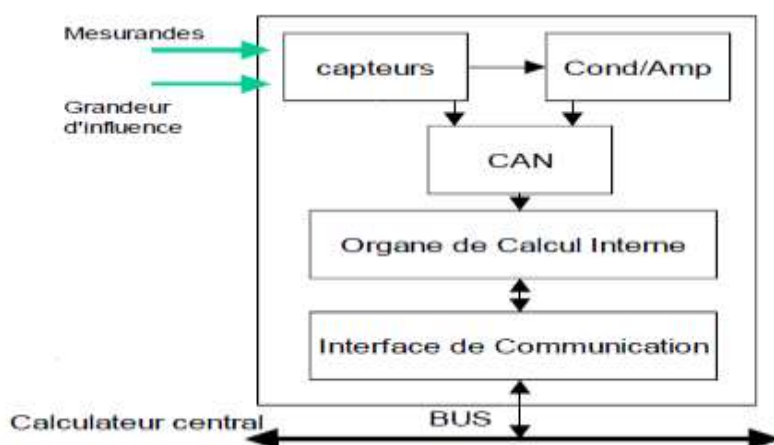 Mesurandes
capteurs
Cond/Amp
Grandeur
d'influence
CAN
Organe de Calcul Interne
Interface de Communication
Calculateur central
BUS